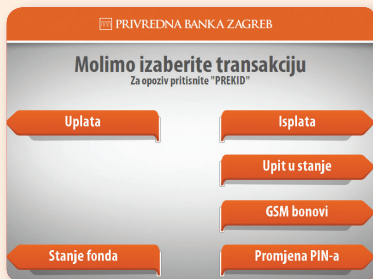 PRIVREDNA BANKA ZAGREB
Molimo izaberite transakciju
Za opoziv pritisnite "PREKID"
Uplata
Isplata
Upit u stanje
GSM bonovi
Stanje fonda
Promjena PIN-a